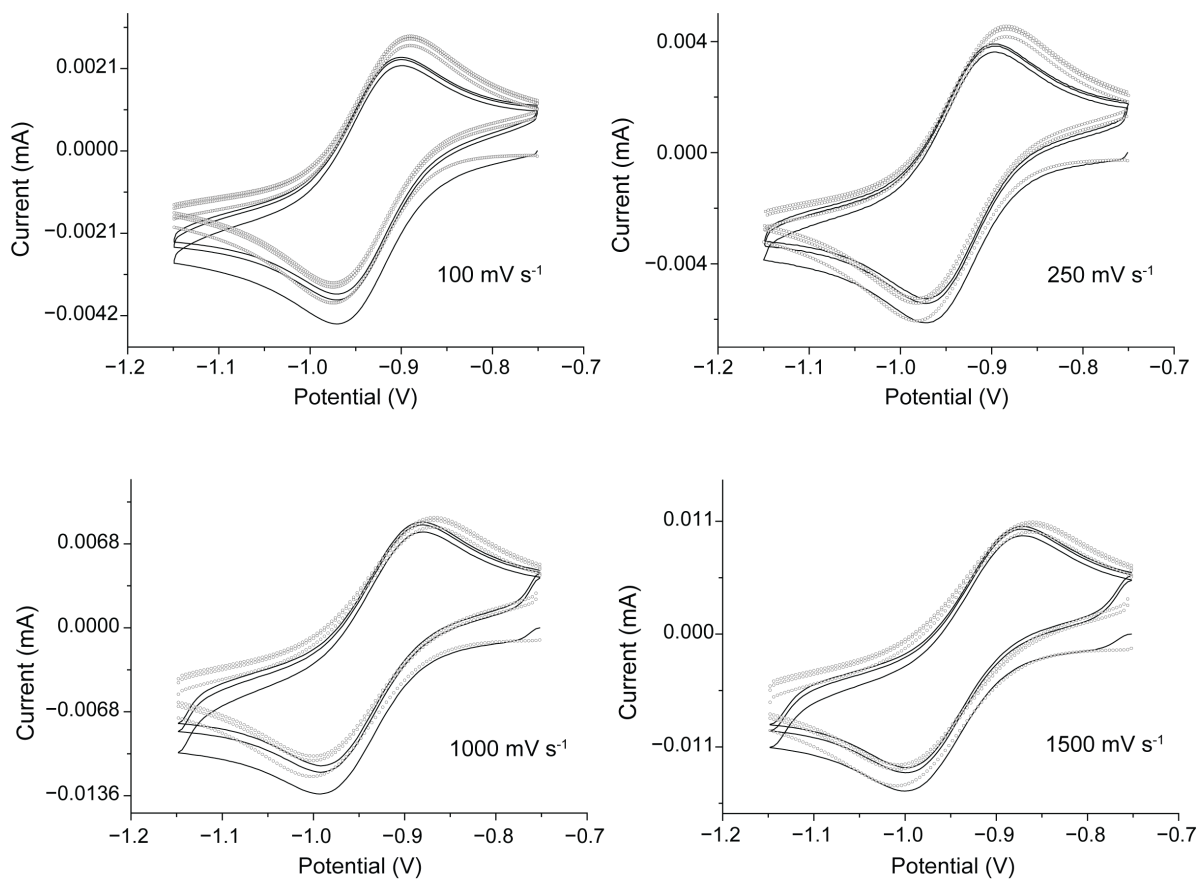 0.0021
0.0000
−0.0021
−0.0042
Current (mA)
100 mV s-1
−1.2 −1.1 −1.0 −0.9 −0.8 −0.7
Potential (V)
0.004
0.000
−0.004
Current (mA)
250 mV s-1
−1.2 −1.1 −1.0 −0.9 −0.8 −0.7
Potential (V)
0.0068
0.0000
−0.0068
−0.0136
Current (mA)
1000 mV s-1
−1.2 −1.1 −1.0 −0.9 −0.8 −0.7
Potential (V)
0.011
0.000
−0.011
Current (mA)
1500 mV s-1
−1.2 −1.1 −1.0 −0.9 −0.8 −0.7
Potential (V)